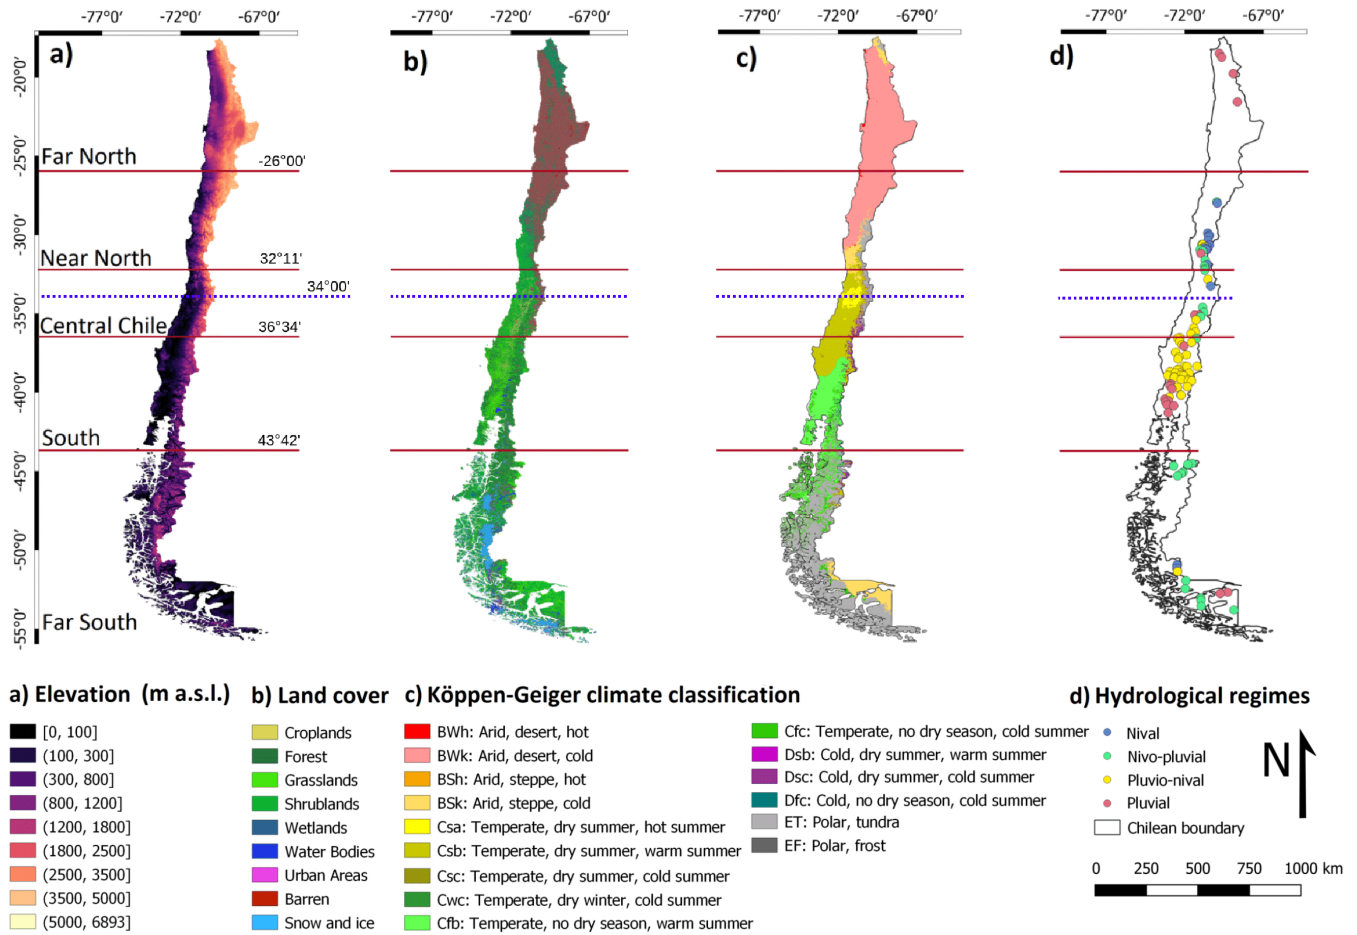 -77°0' -72°0' -67°0'
-77°0' -72°0' -67°0'
-77°0' -72°0' -67°0'
-77°0' -72°0' -67°0'
a)
b)
c)
d)
-20°0'
-25°0'
-30°0'
-35°0'
-40°0'
-45°0'
-50°0'
-55°0'
Far North -26°00'
Near North 32°11'
34°00'
Central Chile 36°34'
South 43°42'
Far South
a) Elevation (m a.s.l.)
[0, 100]
(100, 300]
(300, 800]
(800, 1200]
(1200, 1800]
(1800, 2500]
(2500, 3500]
(3500, 5000]
(5000, 6893]
b) Land cover
Croplands
Forest
Grasslands
Shrublands
Wetlands
Water Bodies
Urban Areas
Barren
Snow and ice
c) Köppen-Geiger climate classification
BWh: Arid, desert, hot
BWk: Arid, desert, cold
BSh: Arid, steppe, hot
BSk: Arid, steppe, cold
Csa: Temperate, dry summer, hot summer
Csb: Temperate, dry summer, warm summer
Csc: Temperate, dry summer, cold summer
Cwc: Temperate, dry winter, cold summer
Cfb: Temperate, no dry season, warm summer
Cfc: Temperate, no dry season, cold summer
Dsb: Cold, dry summer, warm summer
Dsc: Cold, dry summer, cold summer
Dfc: Cold, no dry season, cold summer
ET: Polar, tundra
EF: Polar, frost
d) Hydrological regimes
Nival
Nivo-pluvial
Pluvio-nival
Pluvial
Chilean boundary
N
0 250 500 750 1000 km